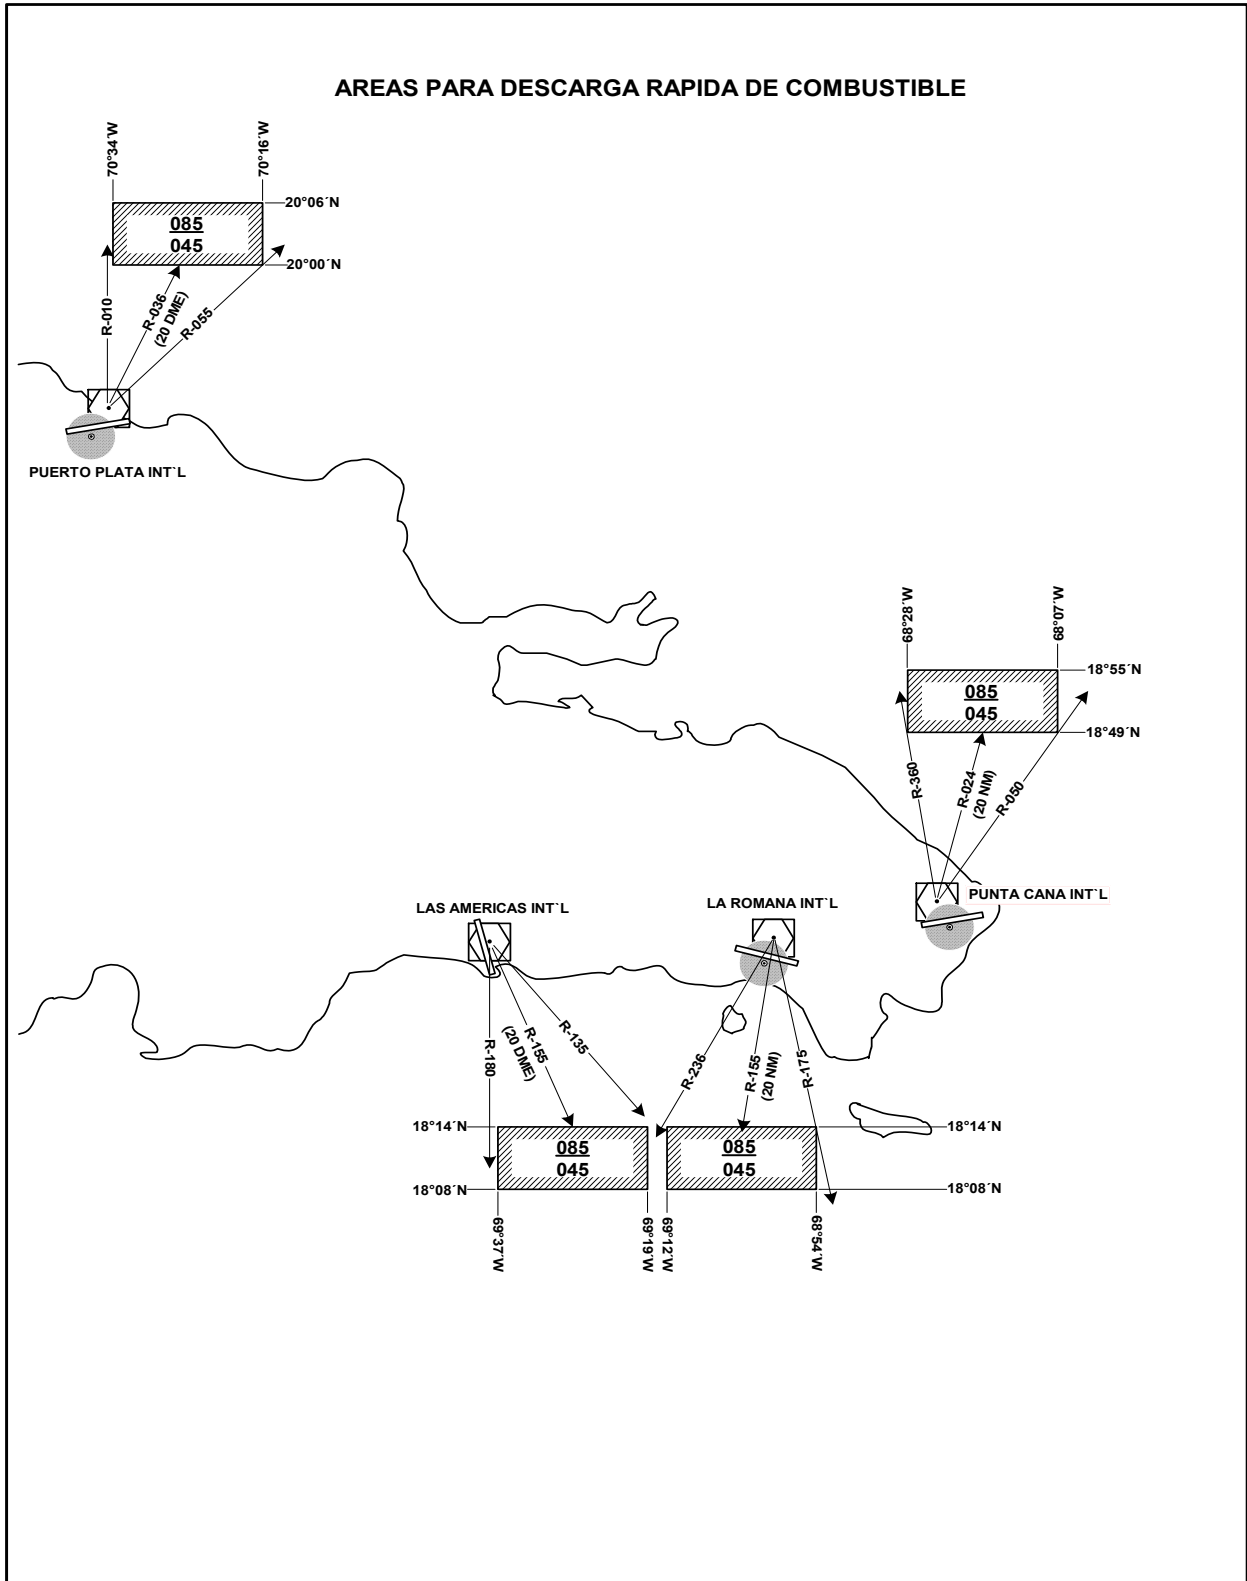 AREAS PARA DESCARGA RAPIDA DE COMBUSTIBLE
70°34´W
70°16´W
20°06´N
085
045
20°00´N
R-010
R-036
(20 DME)
R-055
PUERTO PLATA INT`L
68°28´W
68°07´W
18°55´N
085
045
18°49´N
R-360
R-024
(20 NM)
R-050
PUNTA CANA INT`L
LAS AMERICAS INT`L
LA ROMANA INT`L
R-180
R-155
(20 DME)
R-135
R-236
R-155
(20 NM)
R-175
18°14´N
18°14´N
085
045
085
045
18°08´N
18°08´N
69°37´W
69°19´W
69°12´W
68°54´W